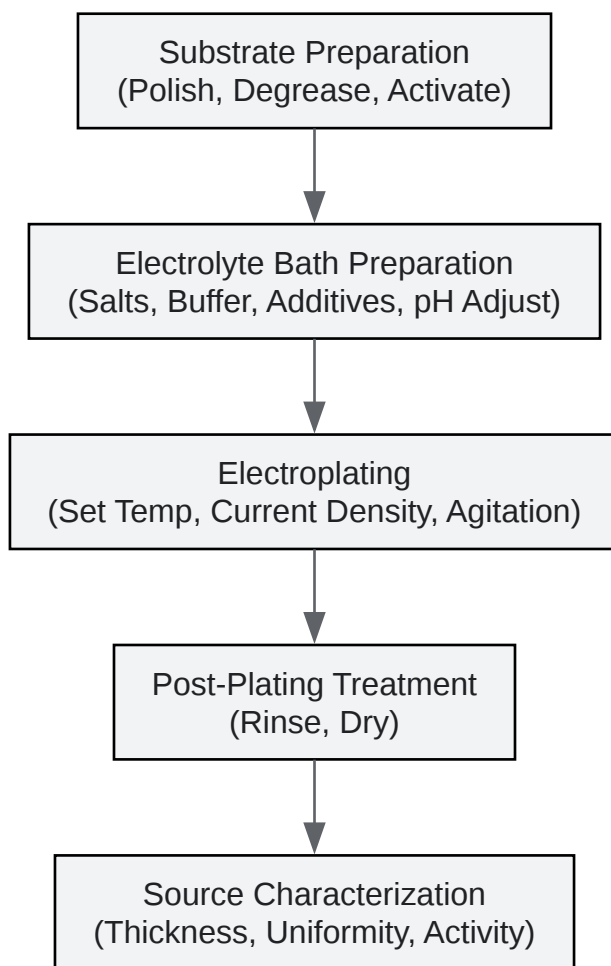 Substrate Preparation
(Polish, Degrease, Activate)
Electrolyte Bath Preparation
(Salts, Buffer, Additives, pH Adjust)
Electroplating
(Set Temp, Current Density, Agitation)
Post-Plating Treatment
(Rinse, Dry)
Source Characterization
(Thickness, Uniformity, Activity)